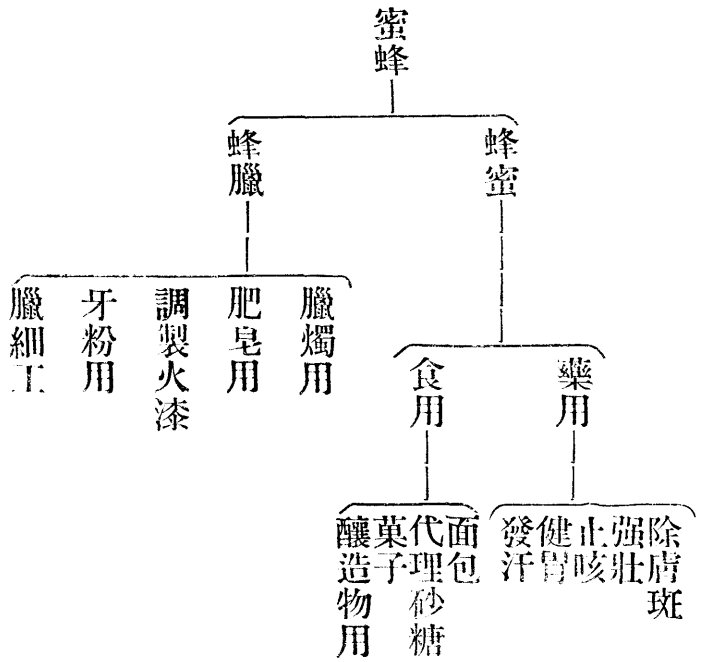 蜜蜂
蜂蜜
藥用
除膚斑
强壯
止咳
健胃
發汗
食用
面包
代理砂糖
菓子
釀造物用
蜂臘
臘燭用
肥皂用
調製火漆
牙粉用
臘細工